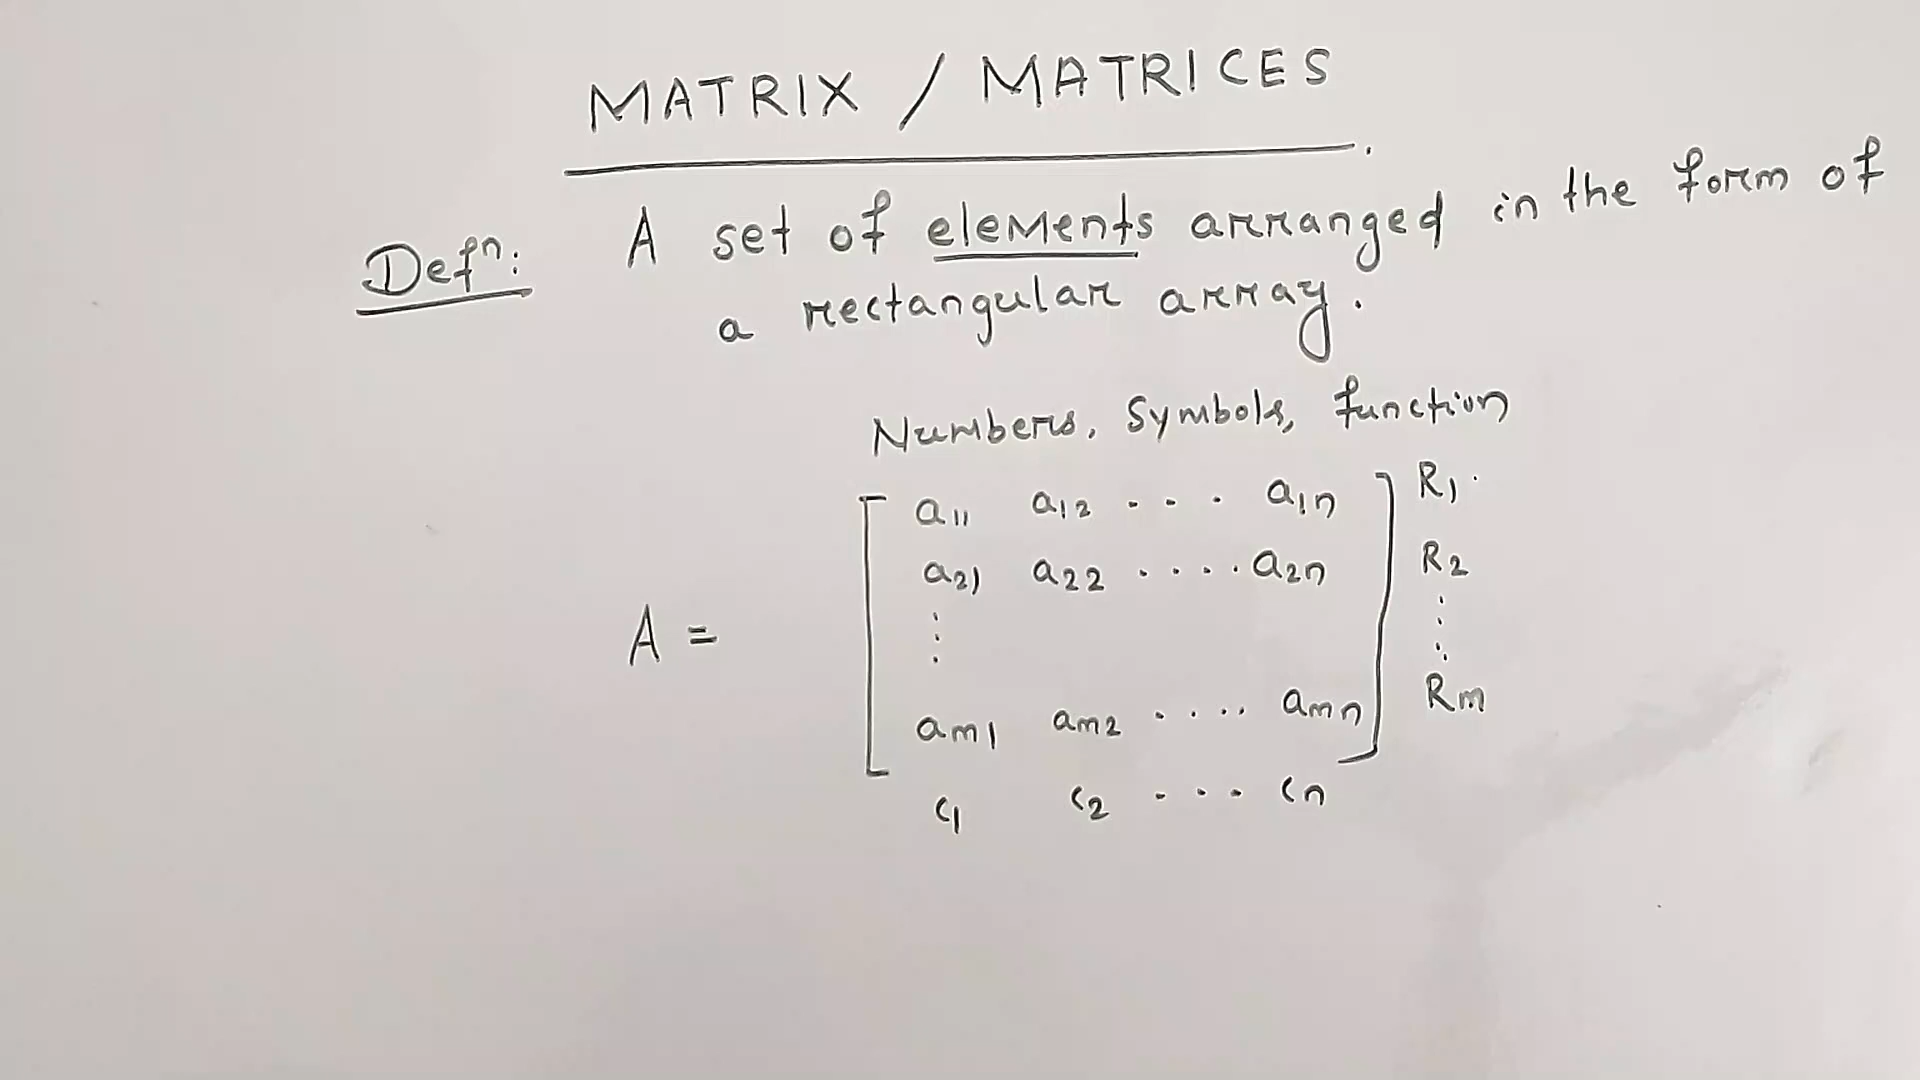 MATRIX / MATRICES.
Defn: A set of elements arranged in the form of
a rectangular array.
Numbers, Symbols, function
a11 a12 . . . a1n R1.
a21 a22 . . . . a2n R2
A =
am1 am2 . . . . amn Rm
c1 c2 . . . cn